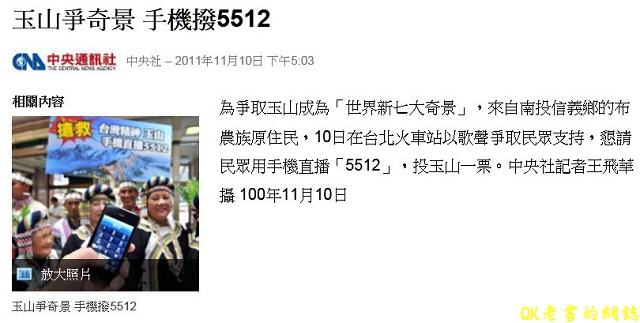 玉山爭奇景 手機撥5512
CNA 中央通訊社 中央社 – 2011年11月10日 下午5:03
THE CENTRAL NEWS AGENCY
相關內容
搶救
台灣精神 玉山
手機直撥5512
放大照片
玉山爭奇景 手機撥5512
為爭取玉山成為「世界新七大奇景」，來自南投信義鄉的布
農族原住民，10日在台北火車站以歌聲爭取民眾支持，懇請
民眾用手機直播「5512」，投玉山一票。中央社記者王飛華
攝 100年11月10日
QK老書的網誌